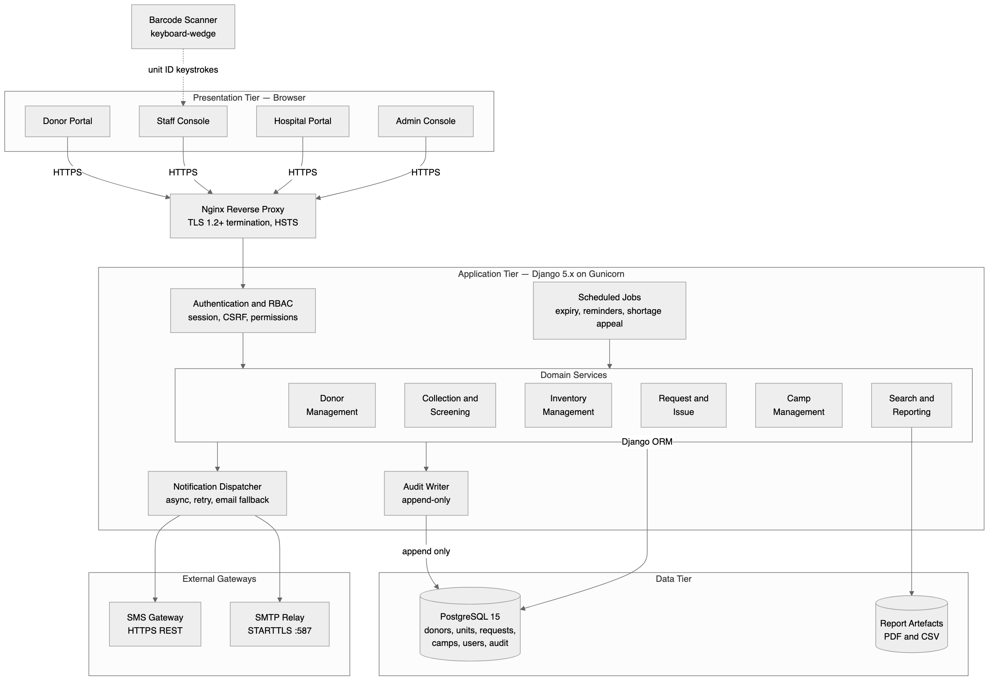 Barcode Scanner
keyboard-wedge
unit ID keystrokes
Presentation Tier — Browser
Donor Portal
Staff Console
Hospital Portal
Admin Console
HTTPS
HTTPS
HTTPS
HTTPS
Nginx Reverse Proxy
TLS 1.2+ termination, HSTS
Application Tier — Django 5.x on Gunicorn
Authentication and RBAC
session, CSRF, permissions
Scheduled Jobs
expiry, reminders, shortage
appeal
Domain Services
Donor
Management
Collection and
Screening
Inventory
Management
Request and
Issue
Camp
Management
Search and
Reporting
Django ORM
Notification Dispatcher
async, retry, email fallback
Audit Writer
append-only
append only
External Gateways
SMS Gateway
HTTPS REST
SMTP Relay
STARTTLS :587
Data Tier
PostgreSQL 15
donors, units, requests,
camps, users, audit
Report Artefacts
PDF and CSV